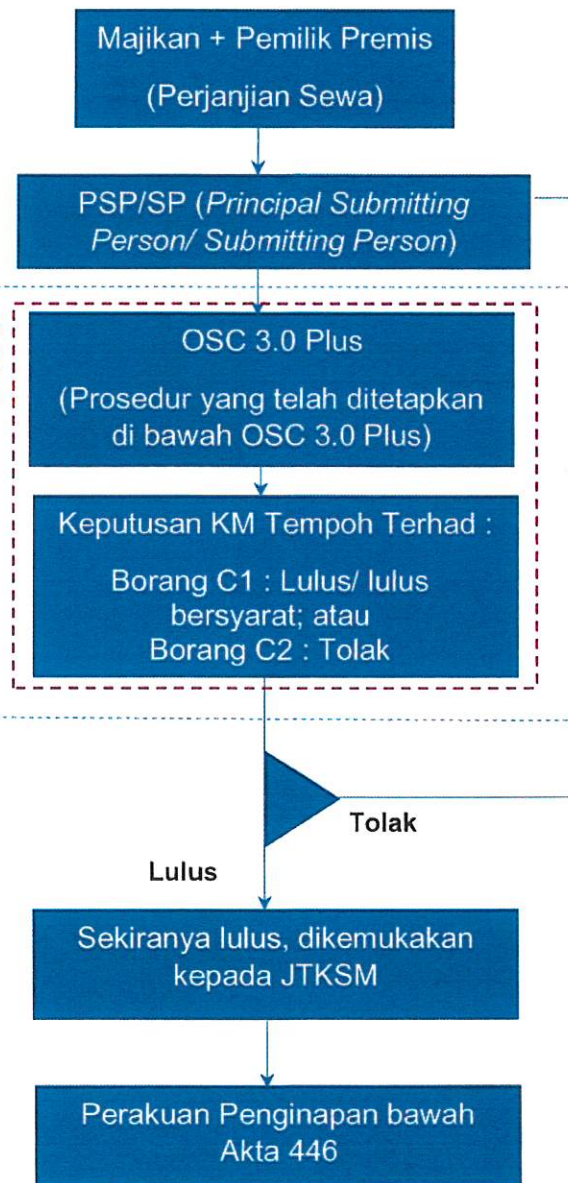 Majikan + Pemilik Premis
(Perjanjian Sewa)
PSP/SP (Principal Submitting
Person/ Submitting Person)
OSC 3.0 Plus
(Prosedur yang telah ditetapkan
di bawah OSC 3.0 Plus)
Keputusan KM Tempoh Terhad :
Borang C1 : Lulus/ lulus
bersyarat; atau
Borang C2 : Tolak
Tolak
Lulus
Sekiranya lulus, dikemukakan
kepada JTKSM
Perakuan Penginapan bawah
Akta 446